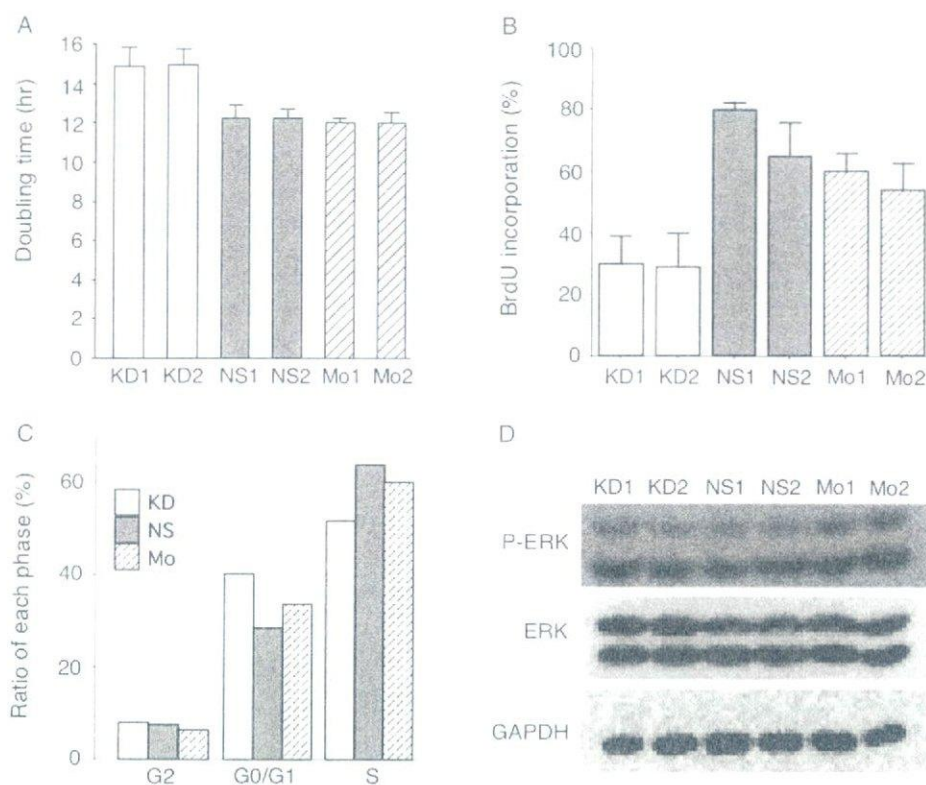 A
Doubling time (hr)
16
14
12
10
8
6
4
2
0
KD1 KD2 NS1 NS2 Mo1 Mo2
B
BrdU incorporation (%)
100
80
60
40
20
0
KD1 KD2 NS1 NS2 Mo1 Mo2
C
Ratio of each phase (%)
60
40
20
0
KD
NS
Mo
G2 G0/G1 S
D
KD1 KD2 NS1 NS2 Mo1 Mo2
P-ERK
ERK
GAPDH